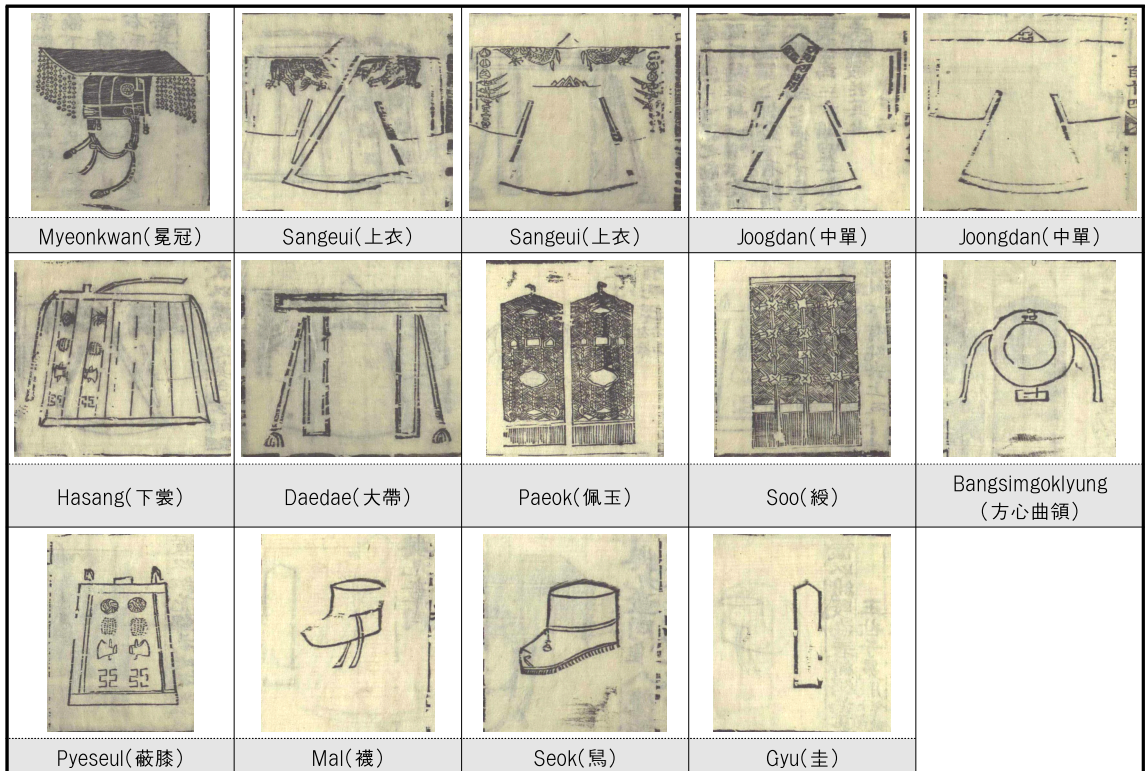 Myeonkwan(冕冠)
Sangeui(上衣)
Sangeui(上衣)
Joogdan(中單)
Joongdan(中單)
Hasang(下裳)
Daedae(大帶)
Paeok(佩玉)
Soo(綬)
Bangsimgoklyung
(方心曲領)
Pyeseul(蔽膝)
Mal(襪)
Seok(舃)
Gyu(圭)